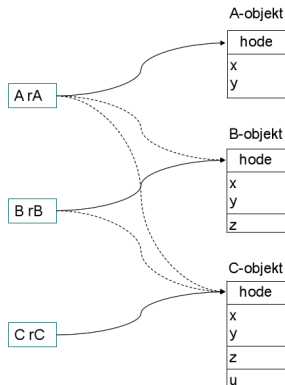 A-objekt
hode
x
y
A rA
B-objekt
hode
x
y
z
B rB
C-objekt
hode
x
y
z
u
C rC